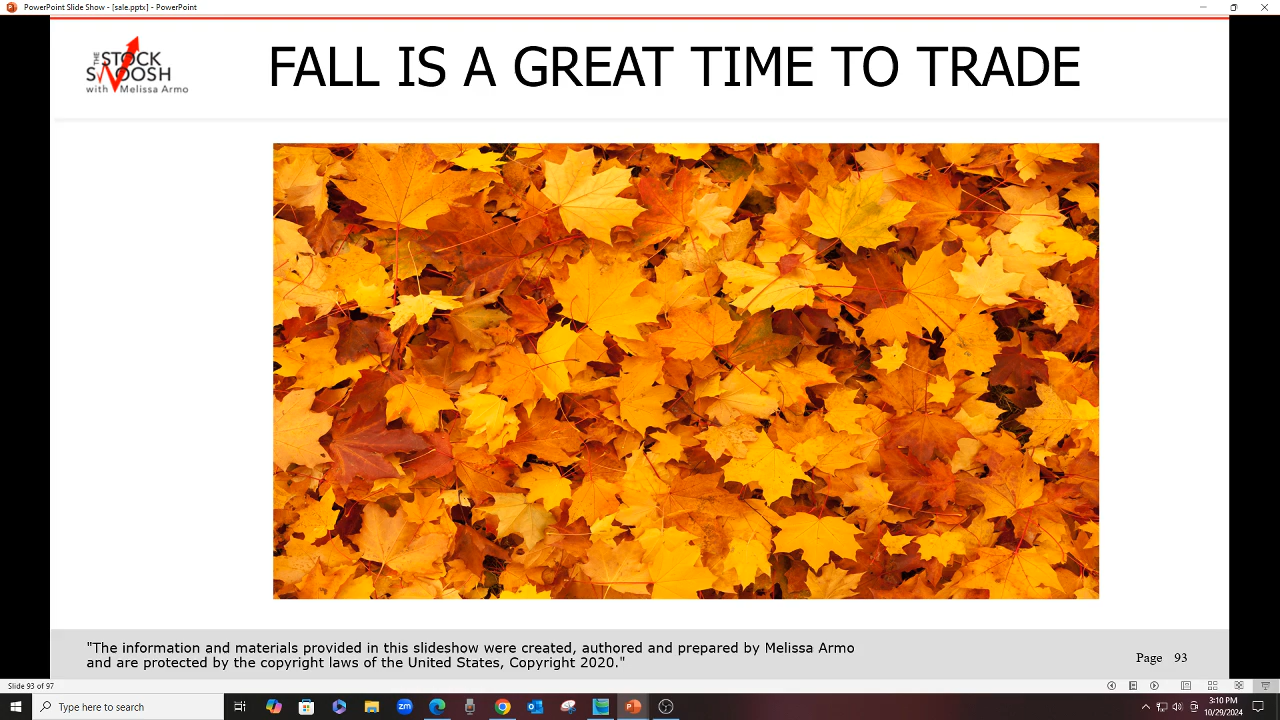 PowerPoint Slide Show - [sale.pptx] - PowerPoint
THE
STOCK
SWOOSH
with Melissa Armo
FALL IS A GREAT TIME TO TRADE
"The information and materials provided in this slideshow were created, authored and prepared by Melissa Armo
and are protected by the copyright laws of the United States, Copyright 2020."
Page 93
Slide 93 of 97
Type here to search
zm
3:10 PM
10/29/2024